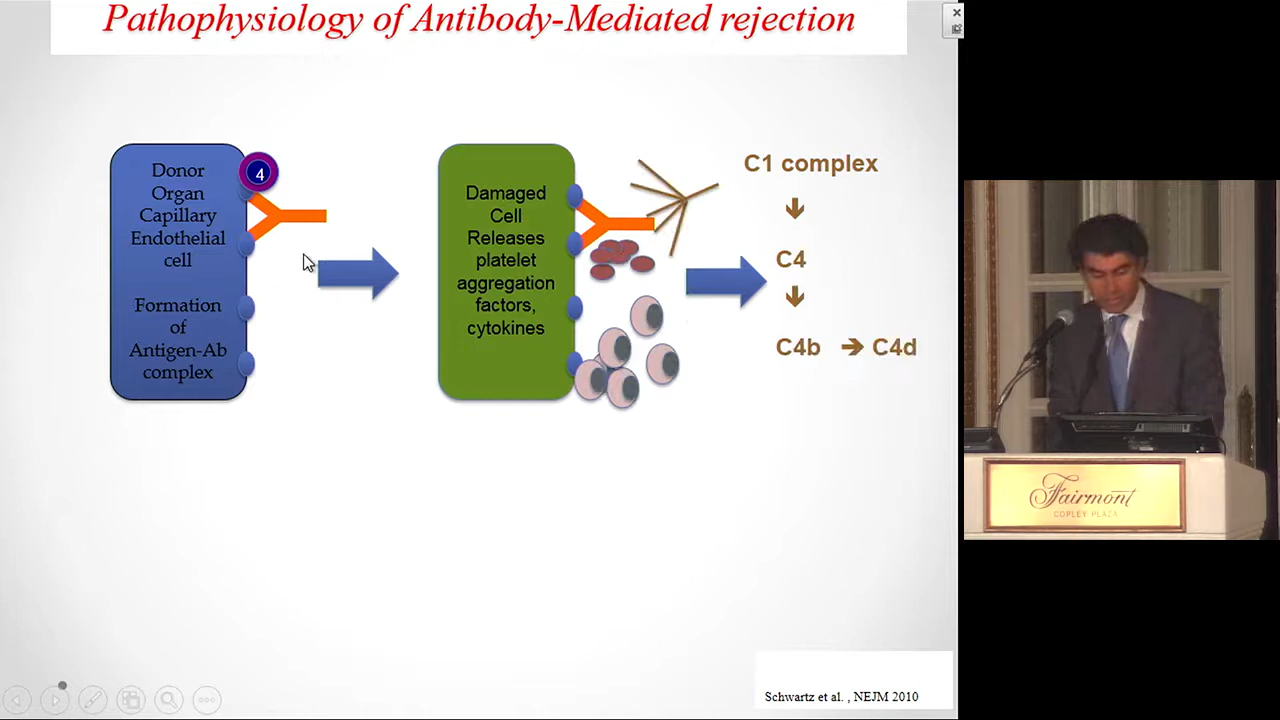 Pathophysiology of Antibody-Mediated rejection
4
Donor
Organ
Capillary
Endothelial
cell
Formation
of
Antigen-Ab
complex
Damaged
Cell
Releases
platelet
aggregation
factors,
cytokines
C1 complex
C4
C4b → C4d
Schwartz et al. , NEJM 2010
Fairmont
COPLEY PLAZA